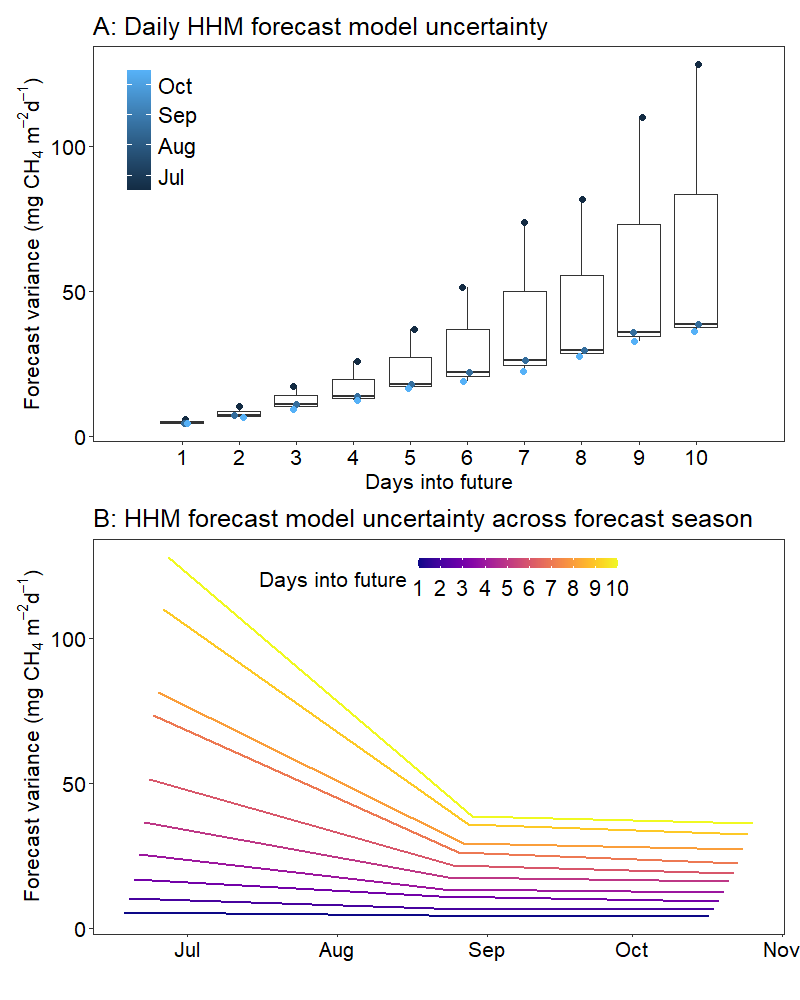 A: Daily HHM forecast model uncertainty
Forecast variance (mg CH₄ m⁻²d⁻¹)
Oct
Sep
Aug
Jul
100
50
0
1 2 3 4 5 6 7 8 9 10
Days into future
B: HHM forecast model uncertainty across forecast season
Forecast variance (mg CH₄ m⁻²d⁻¹)
Days into future
1 2 3 4 5 6 7 8 9 10
100
50
0
Jul Aug Sep Oct Nov